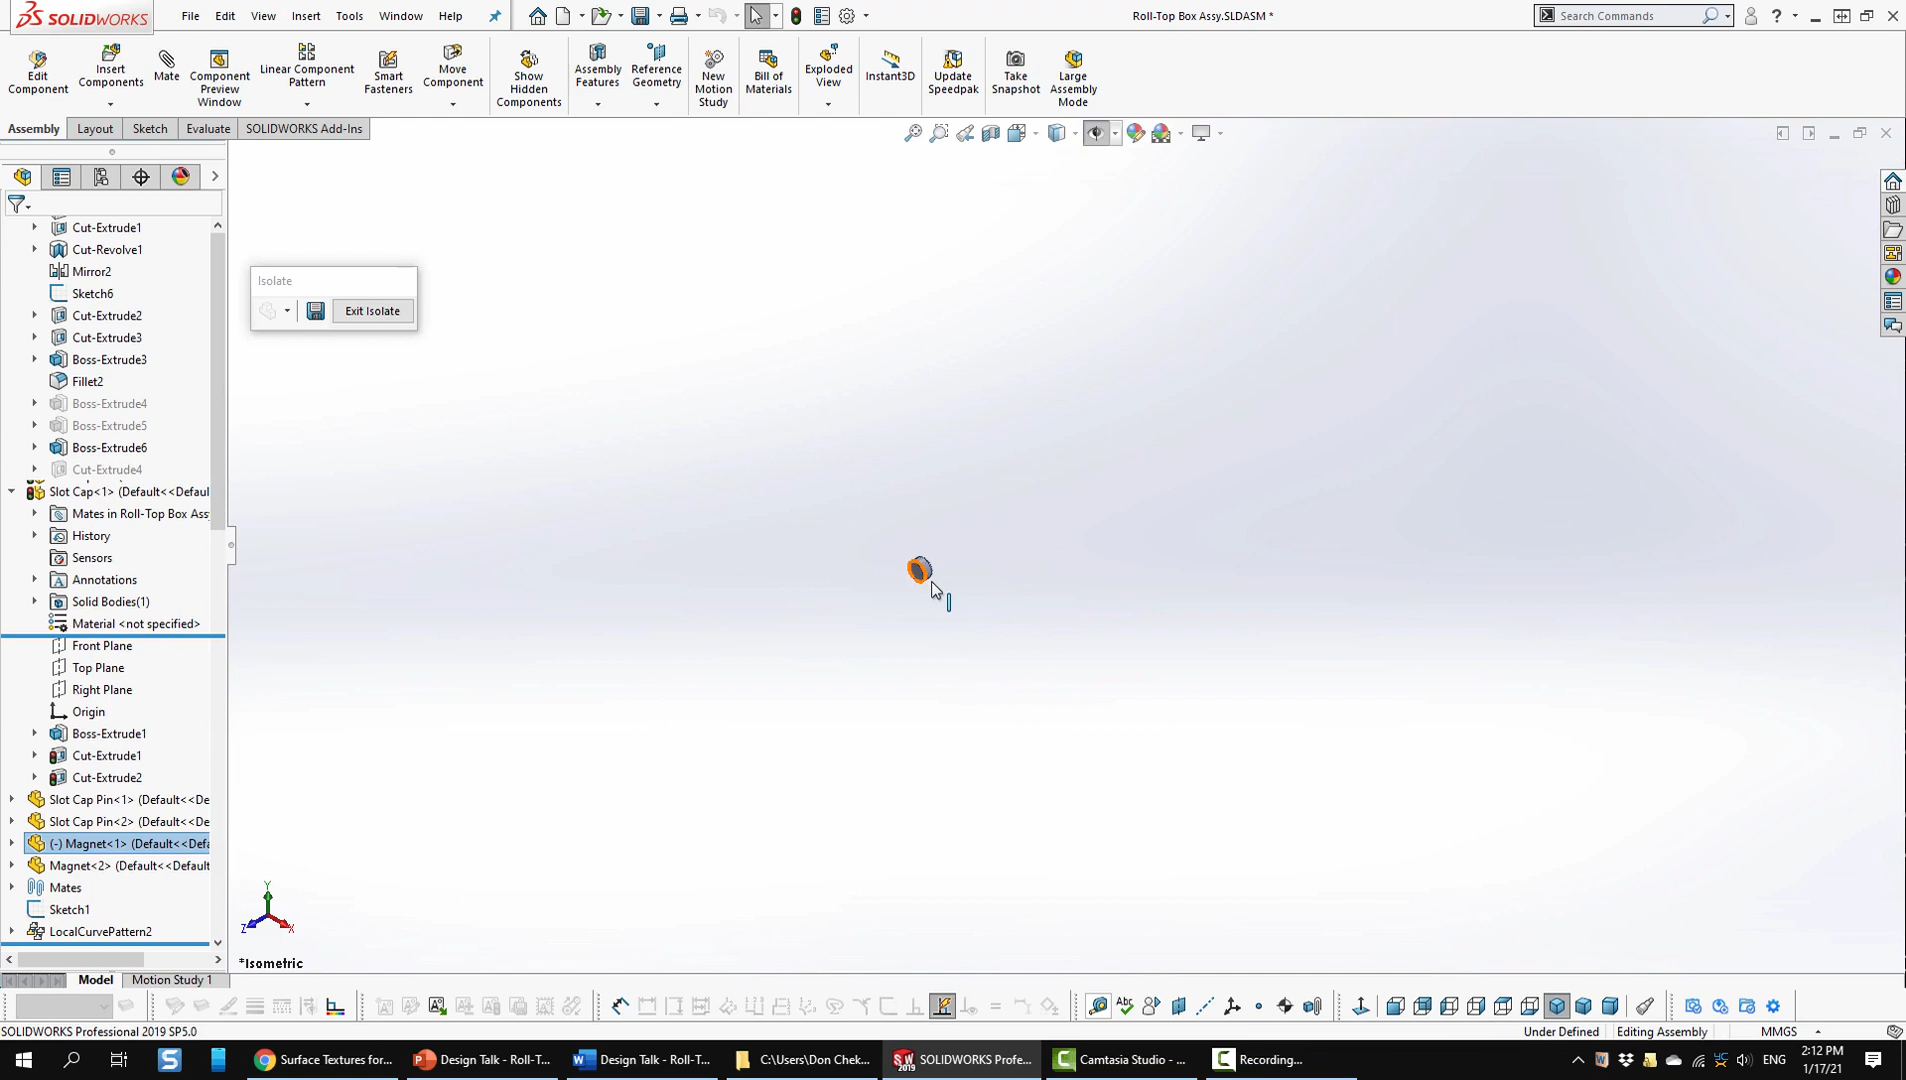 SOLIDWORKS
File Edit View Insert Tools Window Help
Roll-Top Box Assy.SLDASM *
Search Commands
Edit Component
Insert Components
Mate
Component Preview Window
Linear Component Pattern
Smart Fasteners
Move Component
Show Hidden Components
Assembly Features
Reference Geometry
New Motion Study
Bill of Materials
Exploded View
Instant3D
Update Speedpak
Take Snapshot
Large Assembly Mode
Assembly Layout Sketch Evaluate SOLIDWORKS Add-Ins
Cut-Extrude1
Cut-Revolve1
Mirror2
Sketch6
Cut-Extrude2
Cut-Extrude3
Boss-Extrude3
Fillet2
Boss-Extrude4
Boss-Extrude5
Boss-Extrude6
Cut-Extrude4
Slot Cap<1> (Default<<Defaul
Mates in Roll-Top Box Assy
History
Sensors
Annotations
Solid Bodies(1)
Material <not specified>
Front Plane
Top Plane
Right Plane
Origin
Boss-Extrude1
Cut-Extrude1
Cut-Extrude2
Slot Cap Pin<1> (Default<<De
Slot Cap Pin<2> (Default<<De
(-) Magnet<1> (Default<<Defa
Magnet<2> (Default<<Default
Mates
Sketch1
LocalCurvePattern2
Isolate
Exit Isolate
Y
Z
X
*Isometric
Model Motion Study 1
SOLIDWORKS Professional 2019 SP5.0
Under Defined Editing Assembly MMGS
Surface Textures for...
Design Talk - Roll-T...
Design Talk - Roll-T...
C:\Users\Don Chek...
SOLIDWORKS Profe...
Camtasia Studio - ...
Recording...
ENG
2:12 PM
1/17/21